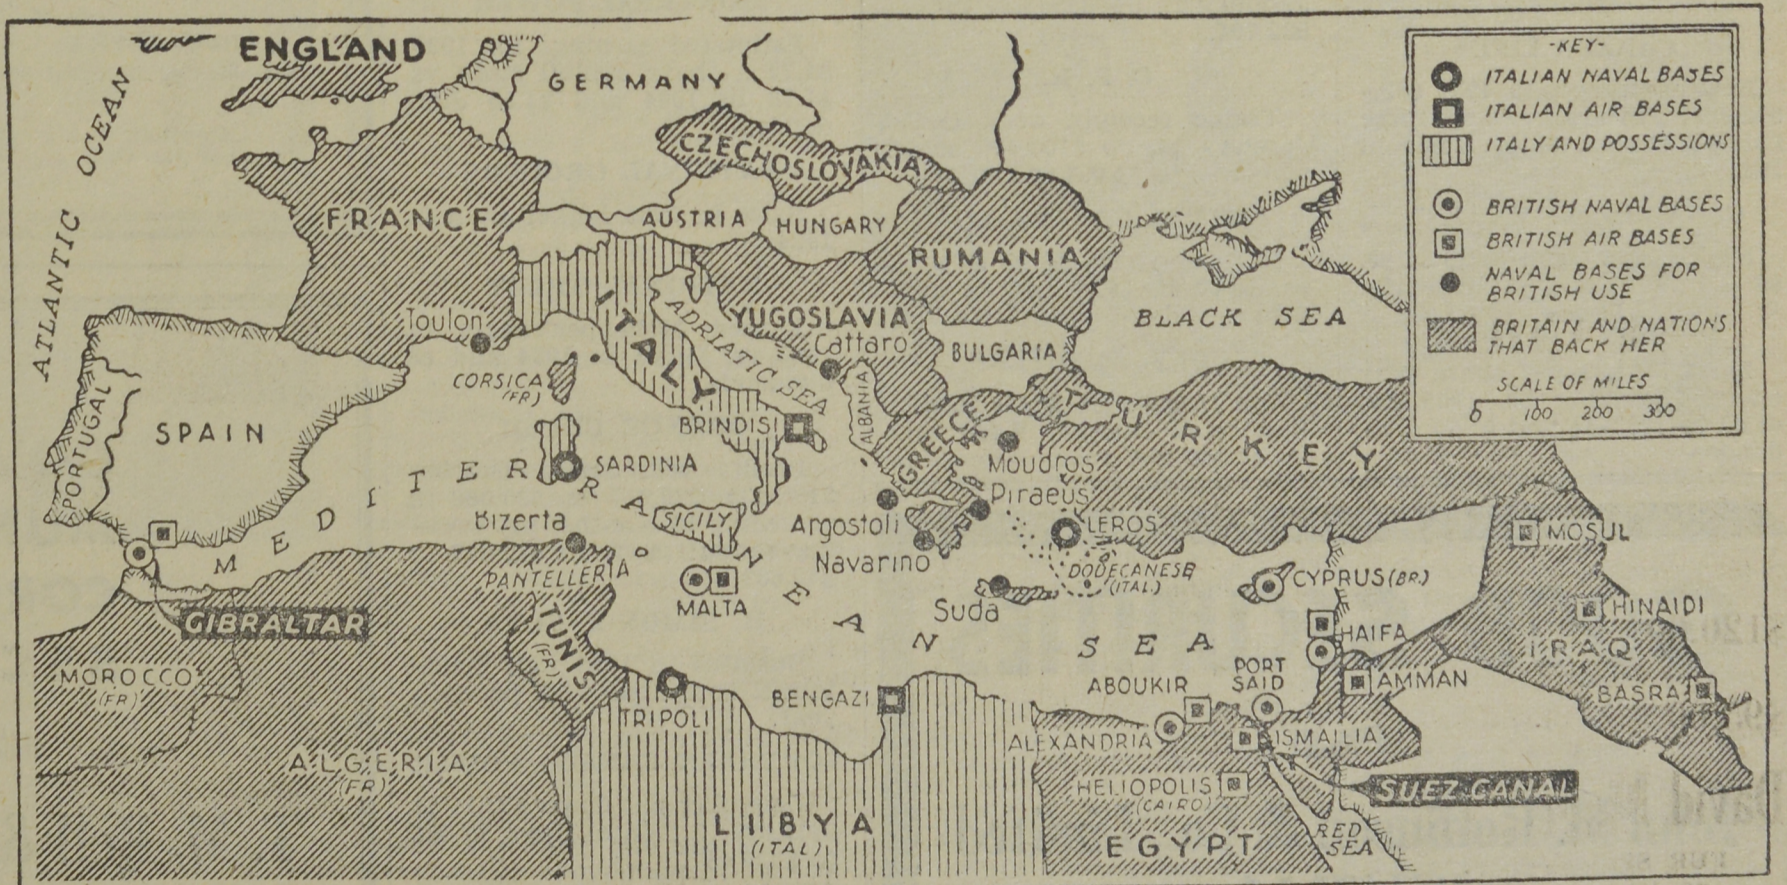 ENGLAND
ATLANTIC OCEAN
GERMANY
CZECHOSLOVAKIA
FRANCE
AUSTRIA
HUNGARY
RUMANIA
ITALY
ADRIATIC SEA
YUGOSLAVIA
Toulon
Cattaro
BULGARIA
BLACK SEA
CORSICA
(FR)
ALBANIA
PORTUGAL
SPAIN
BRINDISI
GREECE
TURKEY
SARDINIA
Moudros
Piraeus
MEDITERRANEAN SEA
Bizerta
SICILY
Argostoli
LEROS
MOSUL
Navarino
PANTELLERIA
DODECANESE
(ITAL.)
CYPRUS (BR.)
MALTA
Suda
HINAIDI
GIBRALTAR
TUNIS
(FR)
HAIFA
IRAQ
MOROCCO
(FR)
PORT
SAID
ABOUKIR
AMMAN
BENGAZI
BASRA
TRIPOLI
ALEXANDRIA
ISMAILIA
ALGERIA
(FR)
HELIOPOLIS
(CAIRO)
SUEZ CANAL
LIBYA
(ITAL)
EGYPT
RED
SEA
-KEY-
ITALIAN NAVAL BASES
ITALIAN AIR BASES
ITALY AND POSSESSIONS
BRITISH NAVAL BASES
BRITISH AIR BASES
NAVAL BASES FOR
BRITISH USE
BRITAIN AND NATIONS
THAT BACK HER
SCALE OF MILES
0 100 200 300